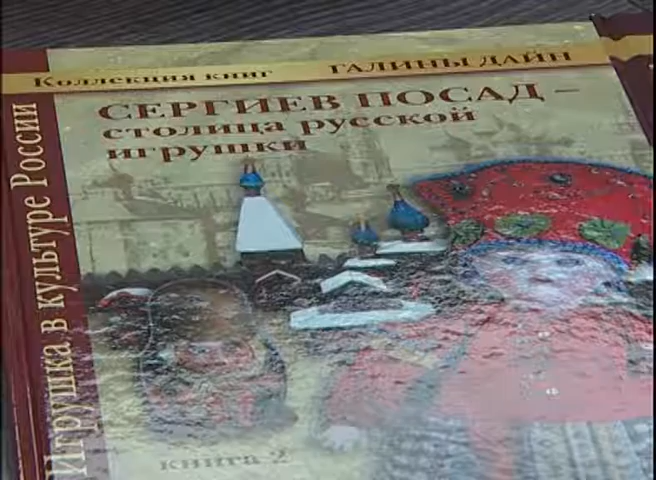 Коллекция книг ГАЛИНЫ ДАЙН
СЕРГИЕВ ПОСАД –
столица русской
игрушки
Игрушка в культуре России
книга 2